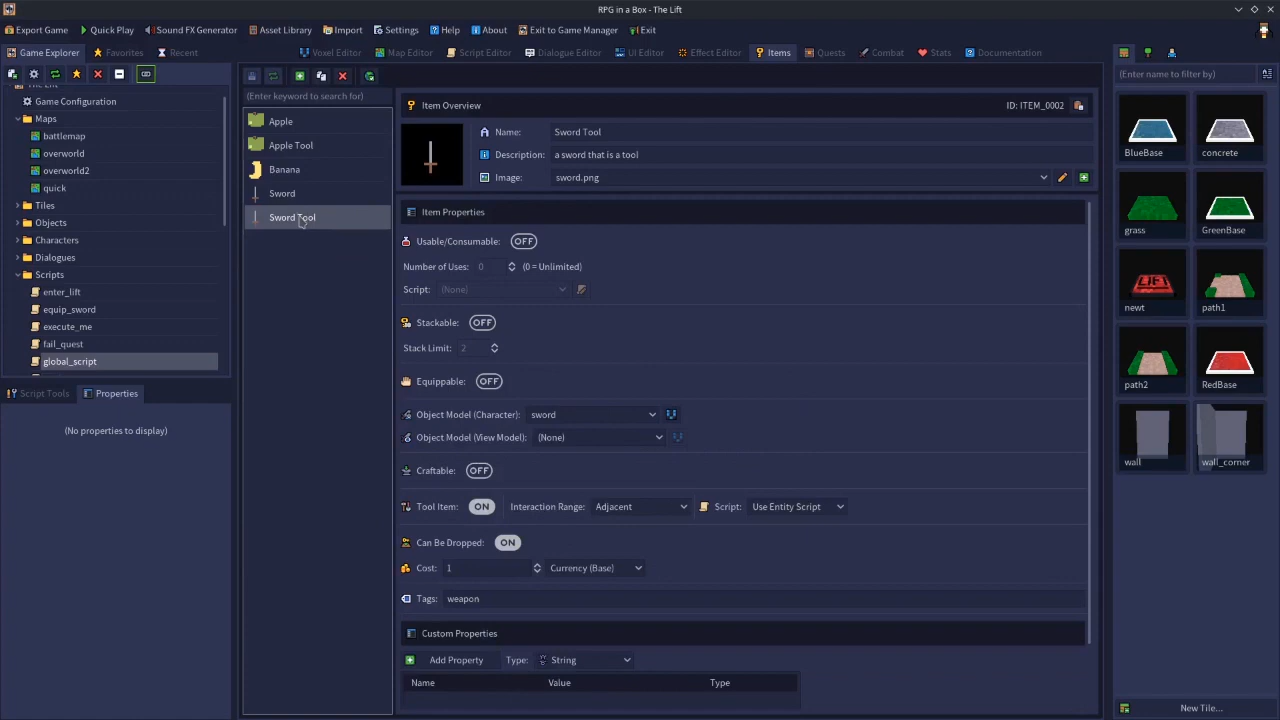 RPG in a Box - The Lift
Export Game Quick Play Sound FX Generator Asset Library Import Settings Help About Exit to Game Manager Exit
Game Explorer Favorites Recent
Voxel Editor Map Editor Script Editor Dialogue Editor UI Editor Effect Editor Items Quests Combat Stats Documentation
Game Configuration
Maps
battlemap
overworld
overworld2
quick
Tiles
Objects
Characters
Dialogues
Scripts
enter_lift
equip_sword
execute_me
fail_quest
global_script
Script Tools Properties
(No properties to display)
(Enter keyword to search for)
Apple
Apple Tool
Banana
Sword
Sword Tool
Item Overview ID: ITEM_0002
Name: Sword Tool
Description: a sword that is a tool
Image: sword.png
Item Properties
Usable/Consumable: OFF
Number of Uses: 0 (0 = Unlimited)
Script: (None)
Stackable: OFF
Stack Limit: 2
Equippable: OFF
Object Model (Character): sword
Object Model (View Model): (None)
Craftable: OFF
Tool Item: ON Interaction Range: Adjacent Script: Use Entity Script
Can Be Dropped: ON
Cost: 1 Currency (Base)
Tags: weapon
Custom Properties
Add Property Type: String
Name Value Type
(Enter name to filter by)
BlueBase concrete
grass GreenBase
LIFT
newt path1
path2 RedBase
wall wall_corner
New Tile...